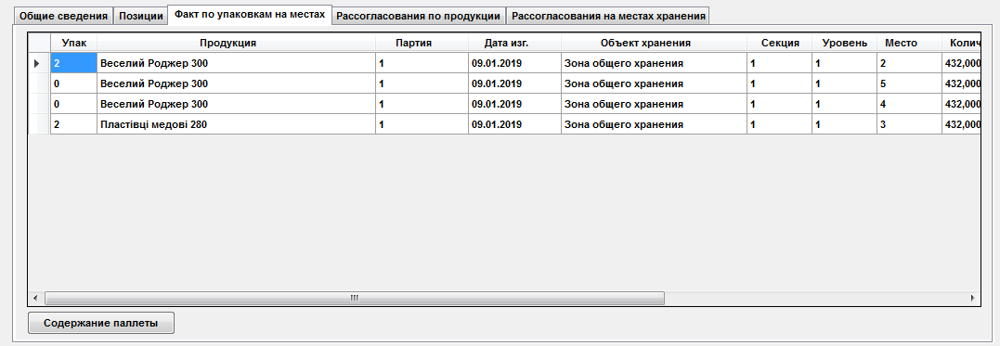 Общие сведения Позиции Факт по упаковкам на местах Рассогласования по продукции Рассогласования на местах хранения
Упак Продукция Партия Дата изг. Объект хранения Секция Уровень Место Колич
2 Веселий Роджер 300 1 09.01.2019 Зона общего хранения 1 1 2 432,000
0 Веселий Роджер 300 1 09.01.2019 Зона общего хранения 1 1 5 432,000
0 Веселий Роджер 300 1 09.01.2019 Зона общего хранения 1 1 4 432,000
2 Пластівці медові 280 1 09.01.2019 Зона общего хранения 1 1 3 432,000
Содержание паллеты